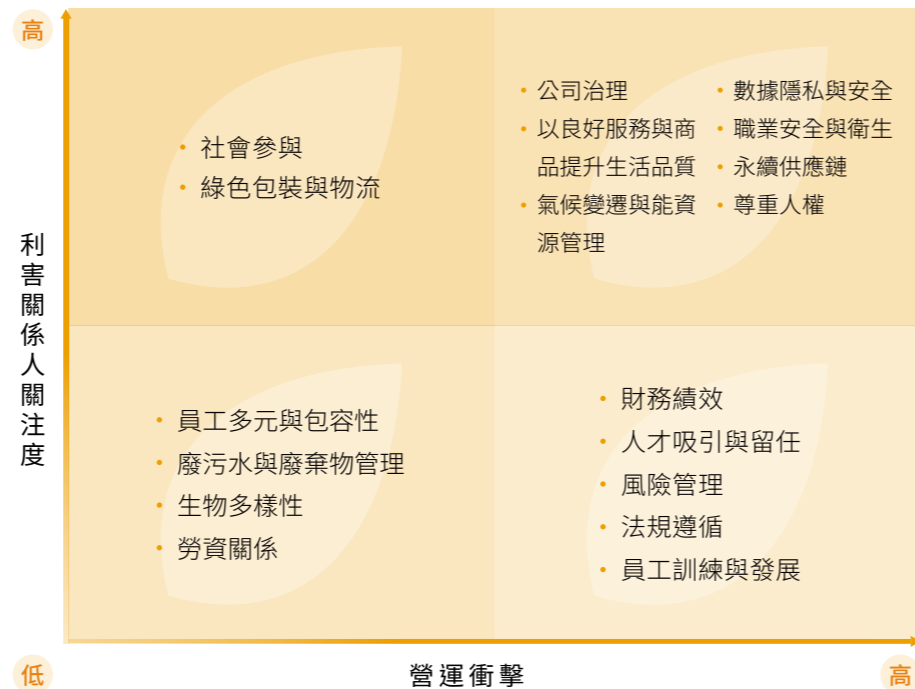 高
利害關係人關注度
• 社會參與
• 綠色包裝與物流
• 公司治理
• 以良好服務與商
品提升生活品質
• 氣候變遷與能資
源管理
• 數據隱私與安全
• 職業安全與衛生
• 永續供應鏈
• 尊重人權
• 員工多元與包容性
• 廢污水與廢棄物管理
• 生物多樣性
• 勞資關係
• 財務績效
• 人才吸引與留任
• 風險管理
• 法規遵循
• 員工訓練與發展
低
營運衝擊
高